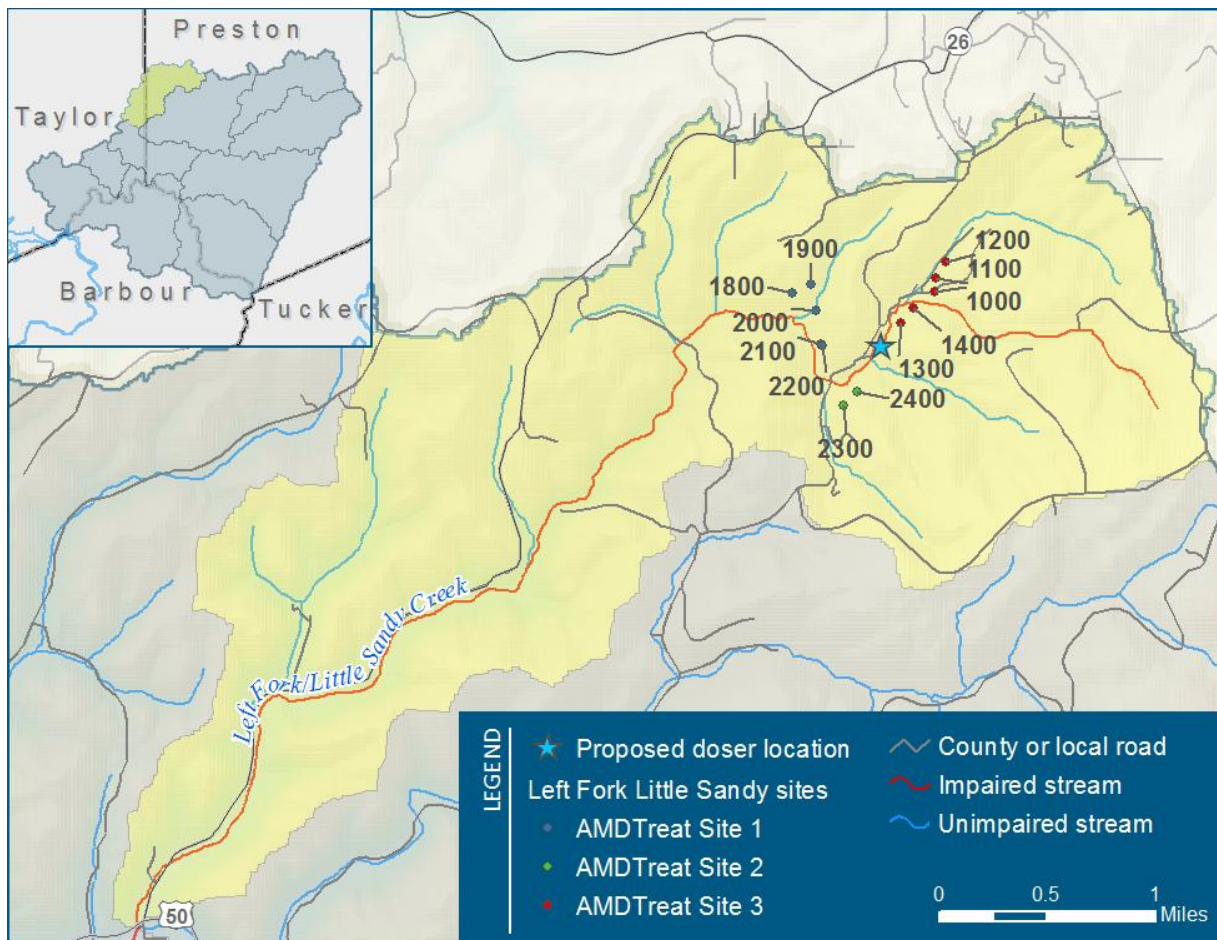 Preston
Taylor
Barbour
Tucker
26
1900
1800
2000
2100
2200
1200
1100
1000
1400
1300
2400
2300
Left Fork/Little Sandy Creek
50
LEGEND
Proposed doser location
Left Fork Little Sandy sites
AMDTreat Site 1
AMDTreat Site 2
AMDTreat Site 3
County or local road
Impaired stream
Unimpaired stream
0 0.5 1
Miles